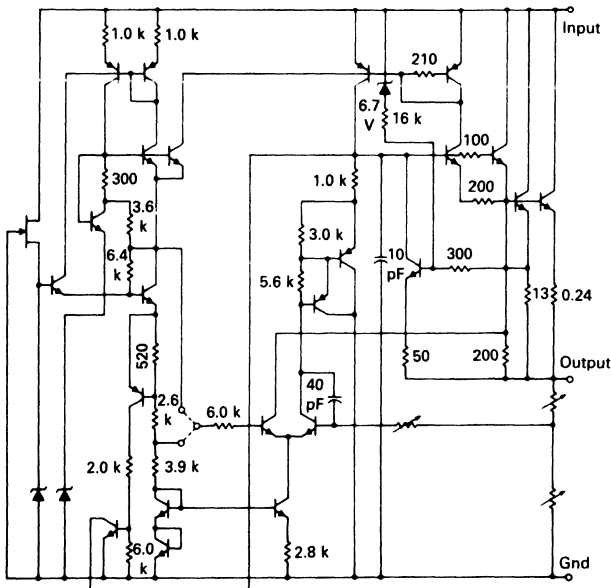 Input
1.0 k
1.0 k
210
6.7
V
16 k
100
300
1.0 k
200
3.6
k
3.0 k
10
pF
300
6.4
k
5.6 k
13
0.24
520
50
200
Output
2.6
k
40
pF
6.0 k
2.0 k
3.9 k
6.0
k
2.8 k
Gnd